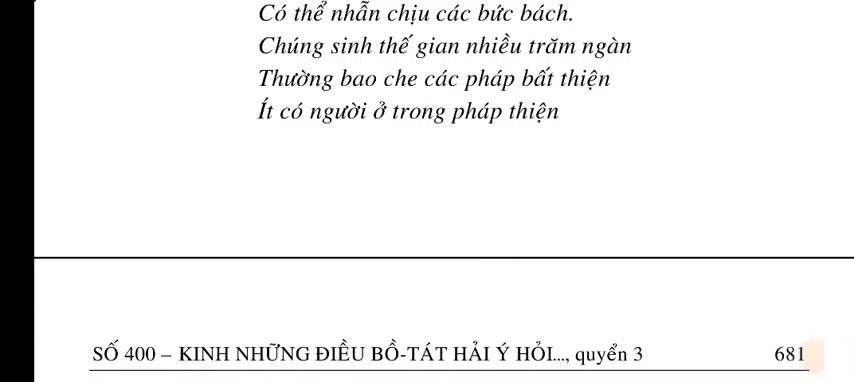 Có thể nhẫn chịu các bức bách.
Chúng sinh thế gian nhiều trăm ngàn
Thường bao che các pháp bất thiện
Ít có người ở trong pháp thiện
SỐ 400 – KINH NHỮNG ĐIỀU BỒ-TÁT HẢI Ý HỎI..., quyển 3 681